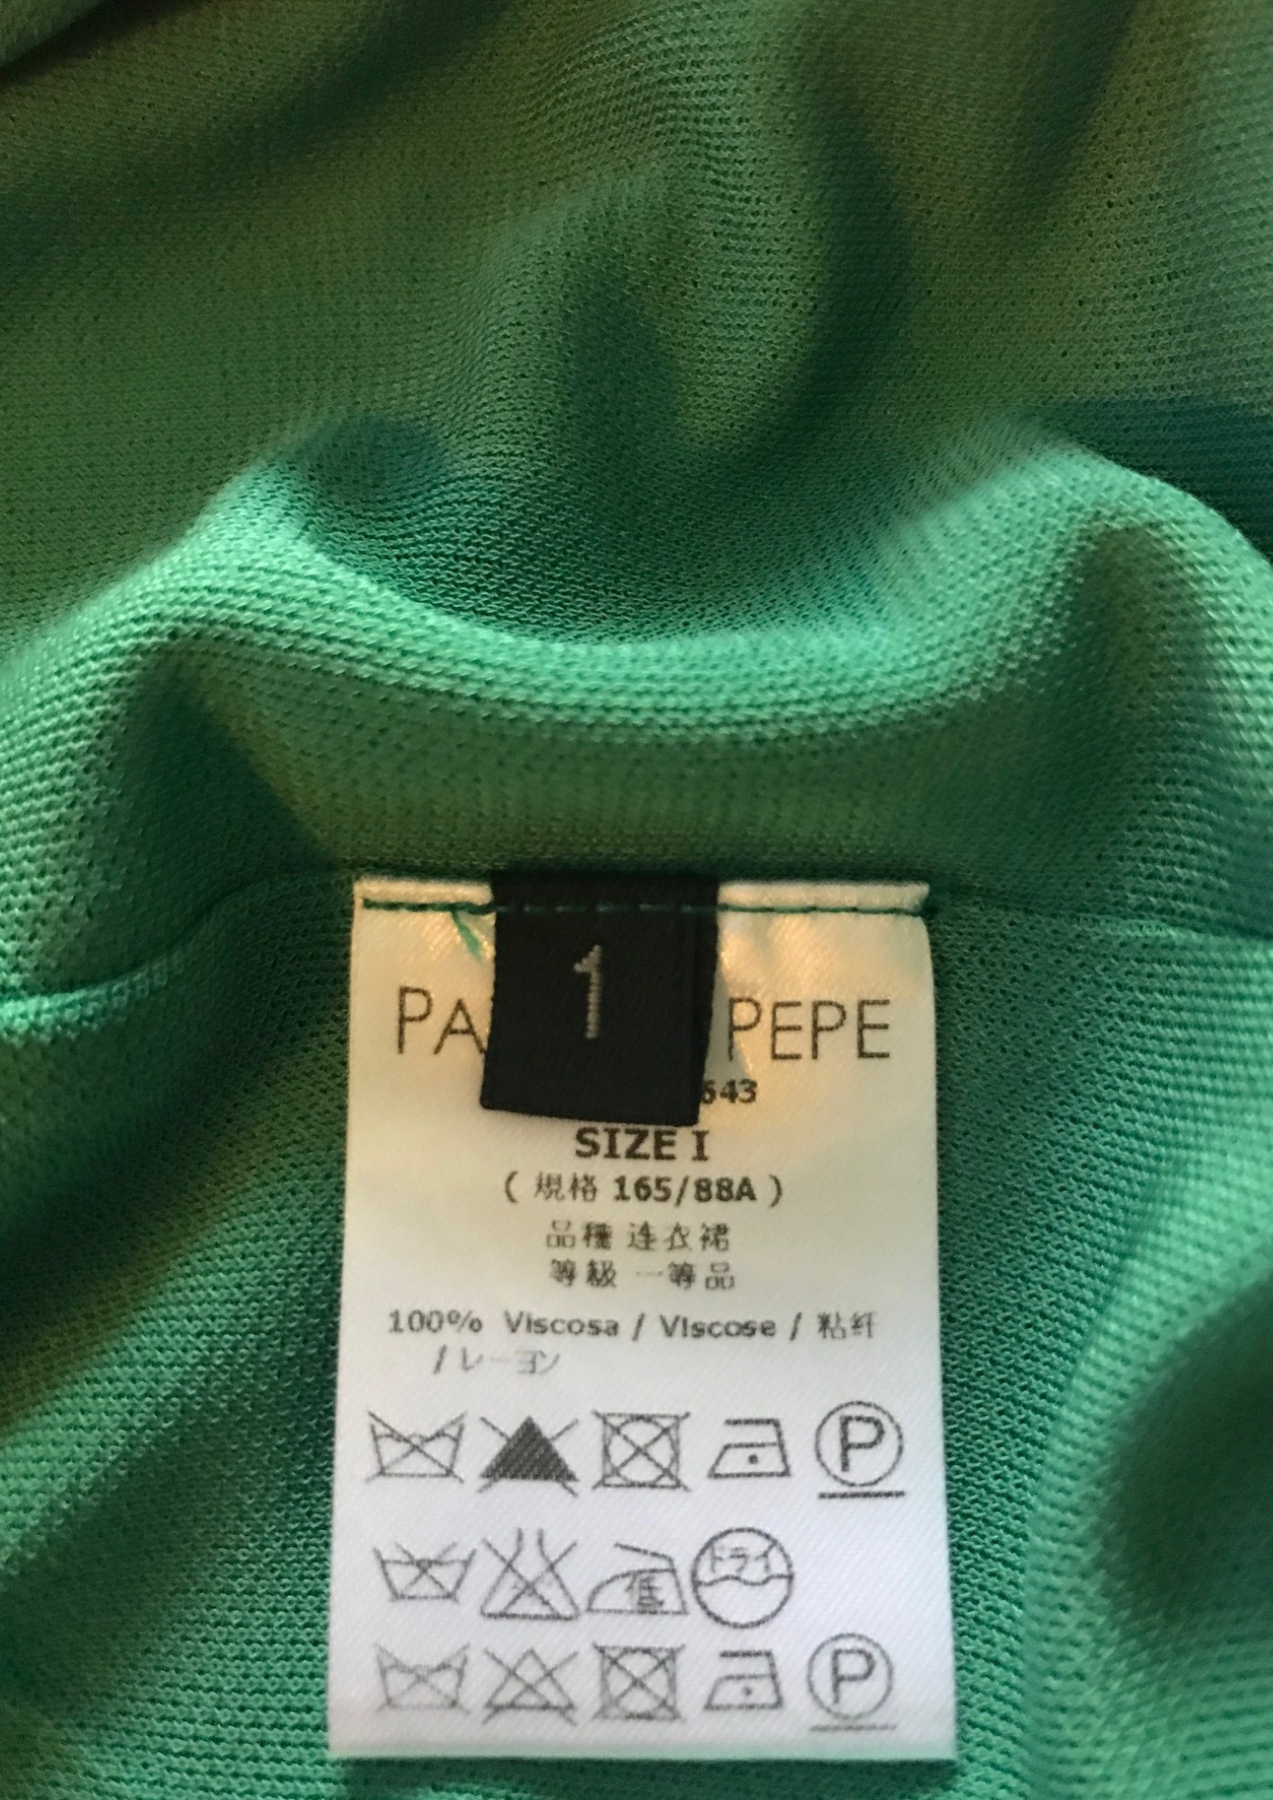 1
PA PEPE
643
SIZE I
( 規格 165/88A )
品種 连衣裙
等級 一等品
100% Viscosa / Viscose / 粘纤
/ レーヨン
P
ドライ
低
P